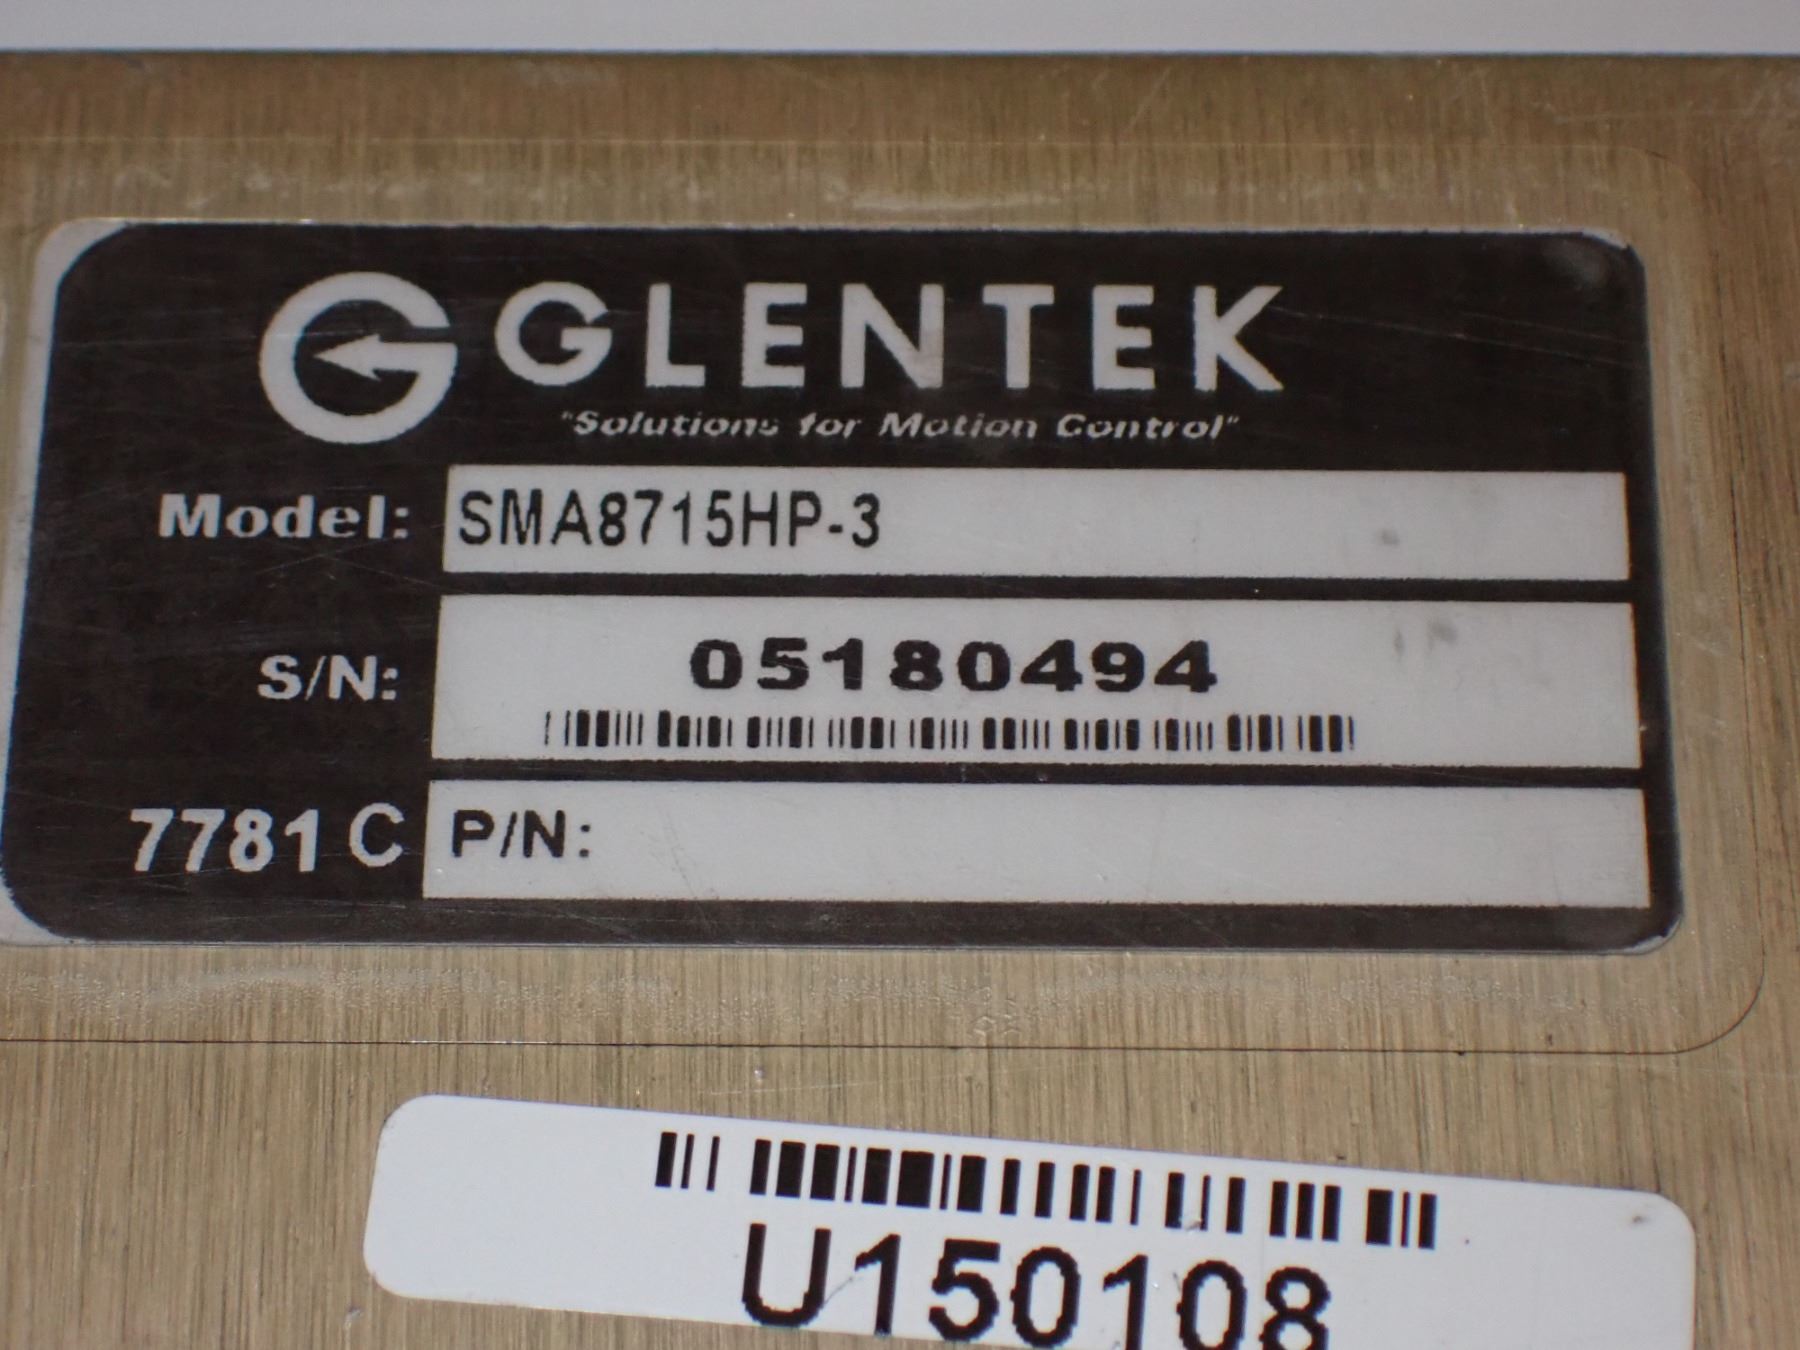 GLENTEK
"Solutions for Motion Control"
Model: SMA8715HP-3
S/N: 05180494
7781 C P/N:
U150108